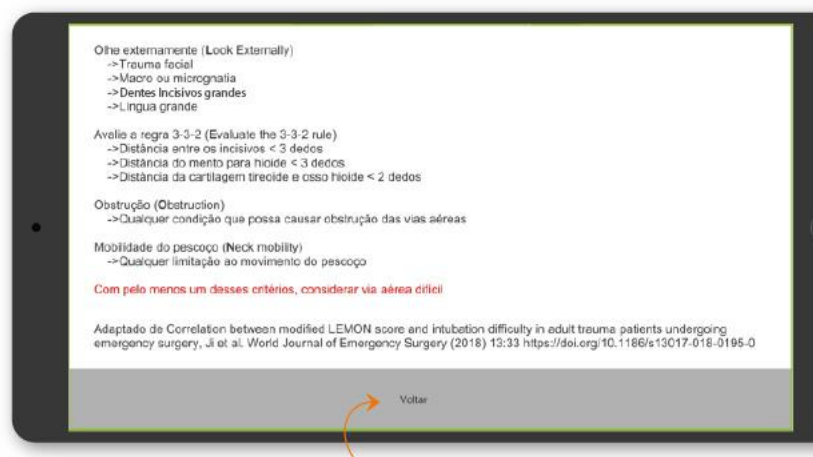 Olhe externamente (Look Externally)
->Trauma facial
->Macro ou micrognatia
->Dentes Incisivos grandes
->Língua grande
Avalie a regra 3-3-2 (Evaluate the 3-3-2 rule)
->Distância entre os incisivos < 3 dedos
->Distância do mento para hioide < 3 dedos
->Distância da cartilagem tireoide e osso hioide < 2 dedos
Obstrução (Obstruction)
->Qualquer condição que possa causar obstrução das vias aéreas
Mobilidade do pescoço (Neck mobility)
->Qualquer limitação ao movimento do pescoço
Com pelo menos um desses critérios, considerar via aérea difícil
Adaptado de Correlation between modified LEMON score and intubation difficulty in adult trauma patients undergoing
emergency surgery, Ji et al. World Journal of Emergency Surgery (2018) 13:33 https://doi.org/10.1186/s13017-018-0195-0
Voltar